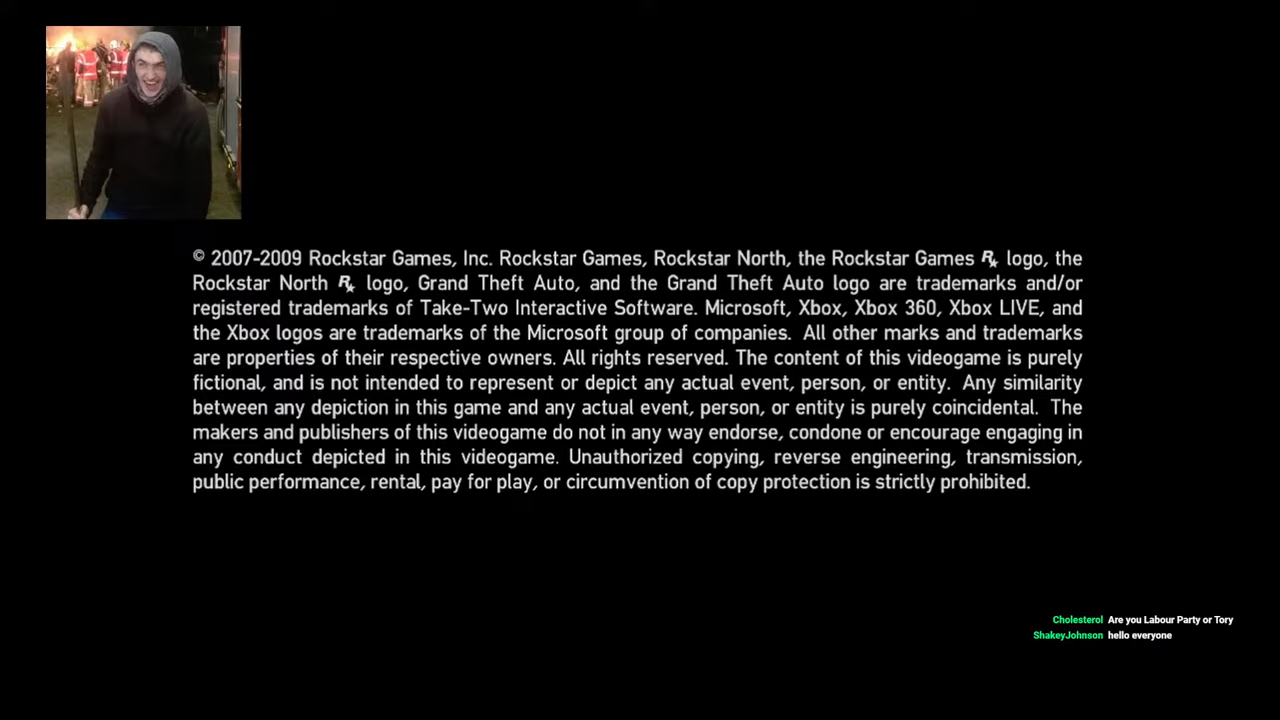 © 2007-2009 Rockstar Games, Inc. Rockstar Games, Rockstar North, the Rockstar Games R★ logo, the
Rockstar North R★ logo, Grand Theft Auto, and the Grand Theft Auto logo are trademarks and/or
registered trademarks of Take-Two Interactive Software. Microsoft, Xbox, Xbox 360, Xbox LIVE, and
the Xbox logos are trademarks of the Microsoft group of companies. All other marks and trademarks
are properties of their respective owners. All rights reserved. The content of this videogame is purely
fictional, and is not intended to represent or depict any actual event, person, or entity. Any similarity
between any depiction in this game and any actual event, person, or entity is purely coincidental. The
makers and publishers of this videogame do not in any way endorse, condone or encourage engaging in
any conduct depicted in this videogame. Unauthorized copying, reverse engineering, transmission,
public performance, rental, pay for play, or circumvention of copy protection is strictly prohibited.
Cholesterol Are you Labour Party or Tory
ShakeyJohnson hello everyone